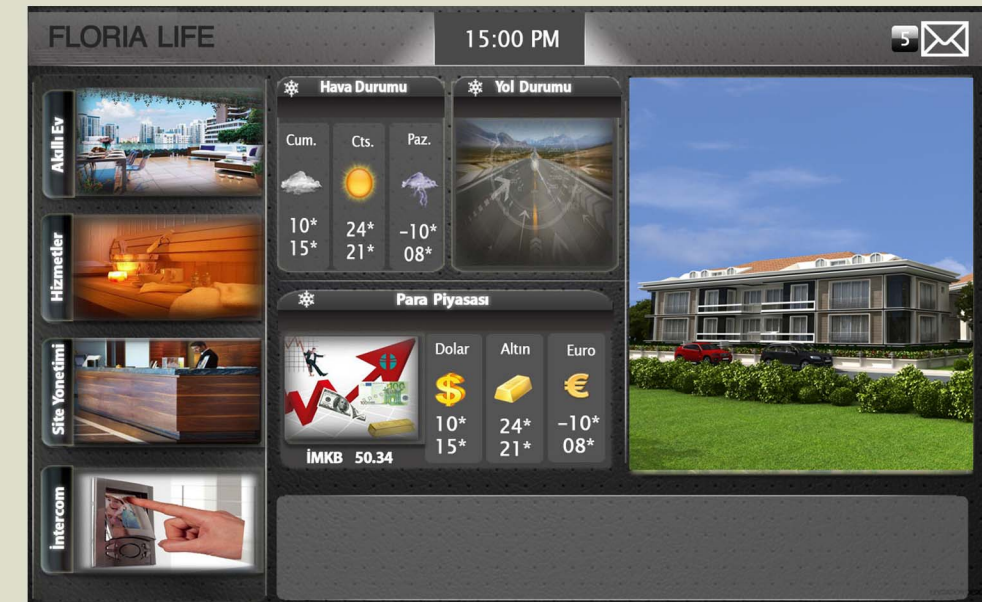 FLORIA LIFE
15:00 PM
5
Akıllı Ev
Hizmetler
Site Yonetimi
İntercom
Hava Durumu
Cum. Cts. Paz.
10* 24* -10*
15* 21* 08*
Yol Durumu
Para Piyasası
Dolar Altın Euro
10* 24* -10*
15* 21* 08*
İMKB 50.34